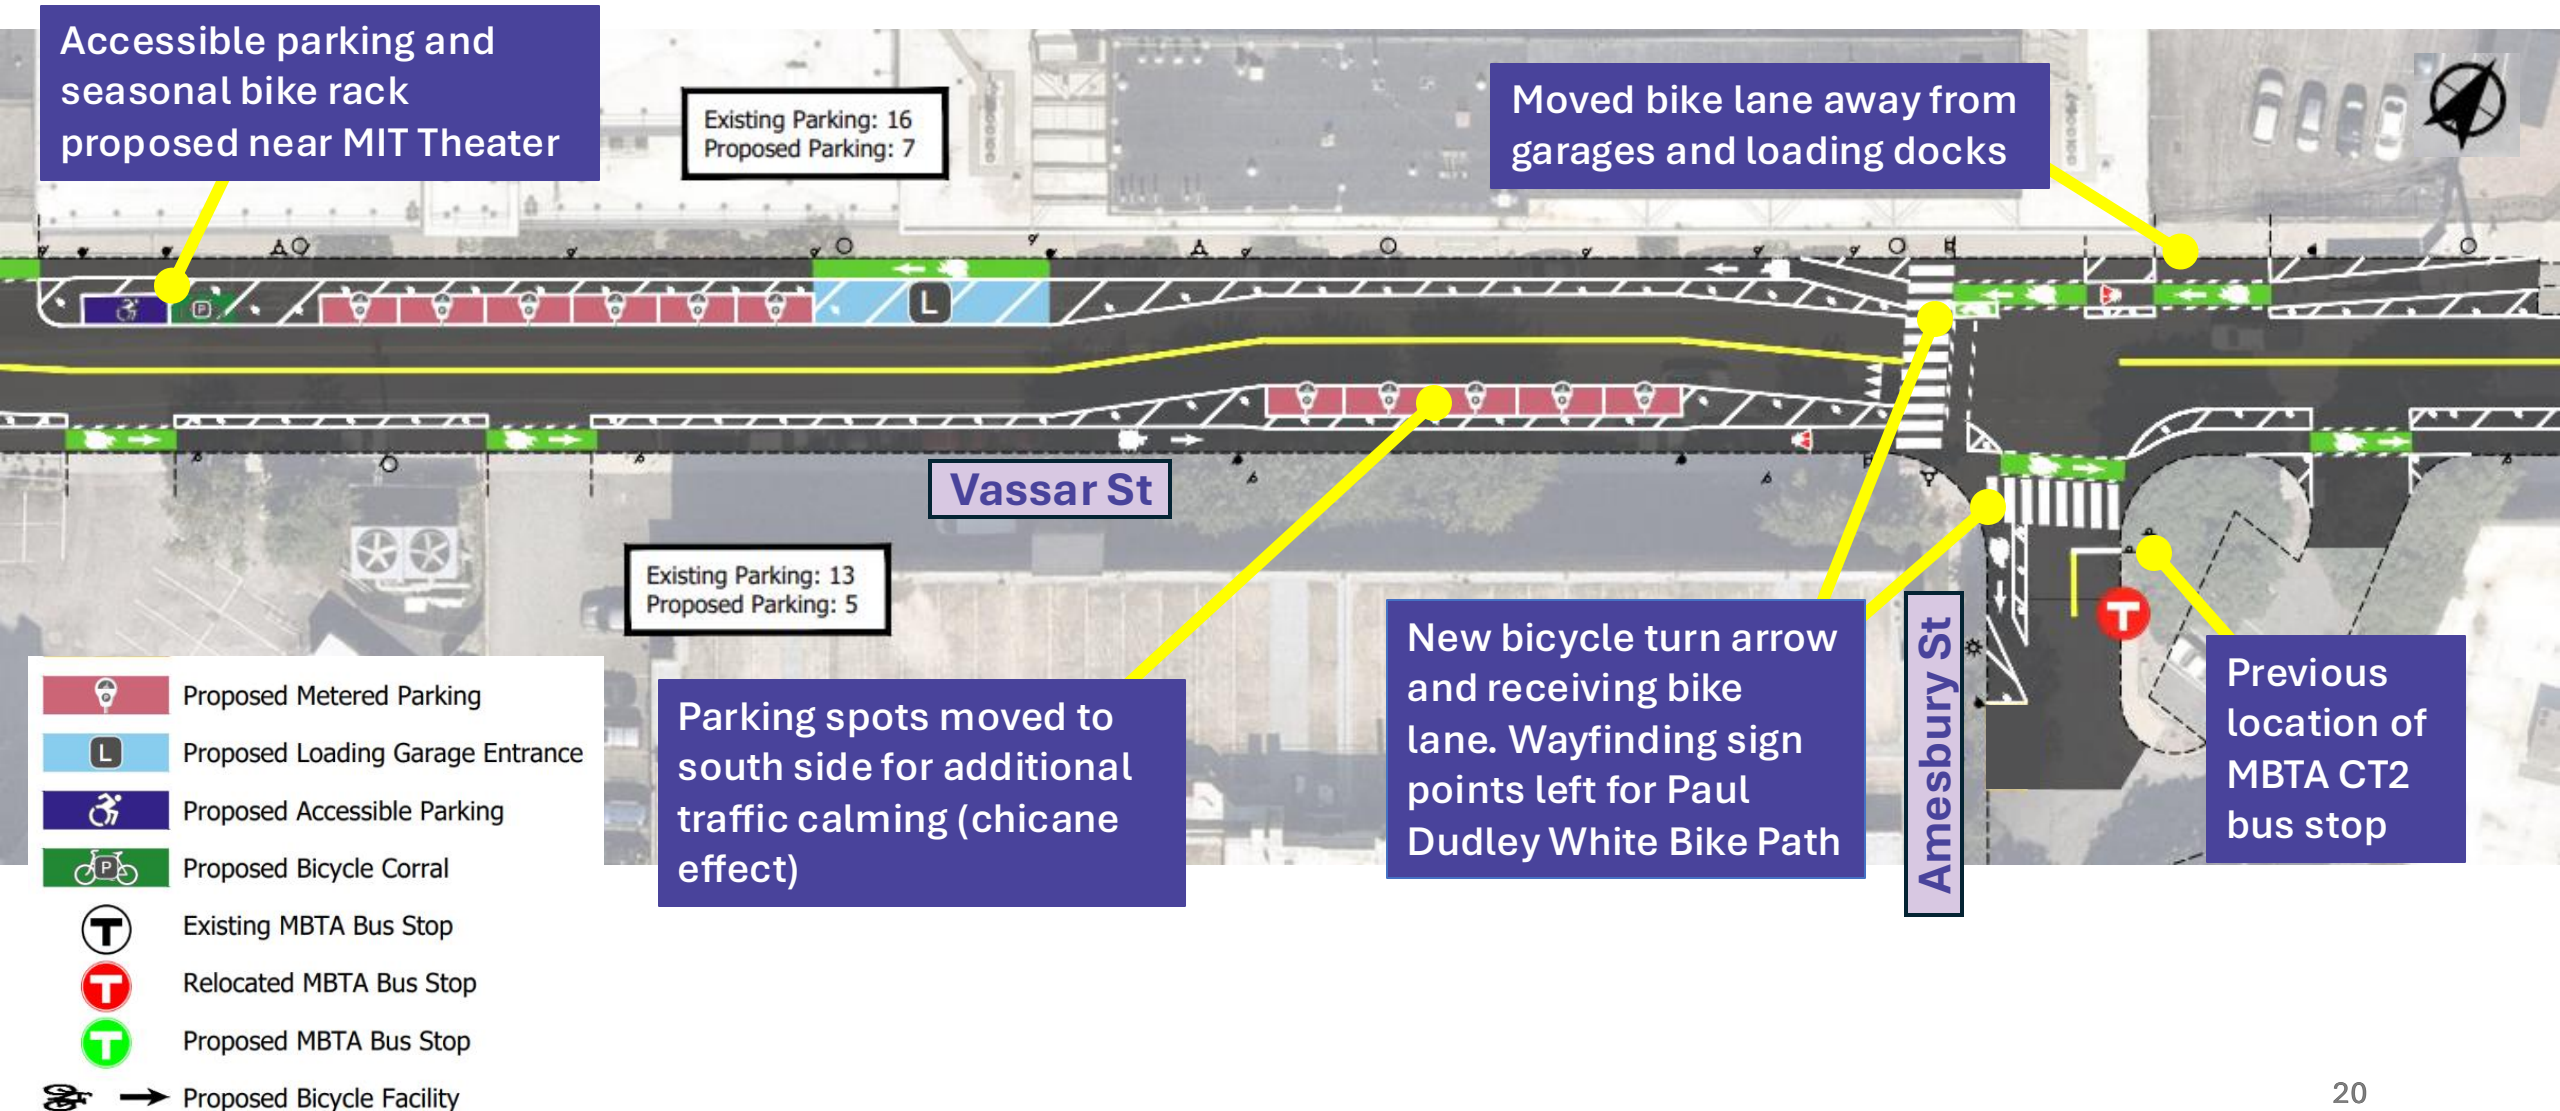 Accessible parking and
seasonal bike rack
proposed near MIT Theater
Existing Parking: 16
Proposed Parking: 7
Moved bike lane away from
garages and loading docks
L
P
Vassar St
Existing Parking: 13
Proposed Parking: 5
Parking spots moved to
south side for additional
traffic calming (chicane
effect)
New bicycle turn arrow
and receiving bike
lane. Wayfinding sign
points left for Paul
Dudley White Bike Path
Amesbury St
T
Previous
location of
MBTA CT2
bus stop
Proposed Metered Parking
L Proposed Loading Garage Entrance
Proposed Accessible Parking
P Proposed Bicycle Corral
T Existing MBTA Bus Stop
T Relocated MBTA Bus Stop
T Proposed MBTA Bus Stop
Proposed Bicycle Facility
20